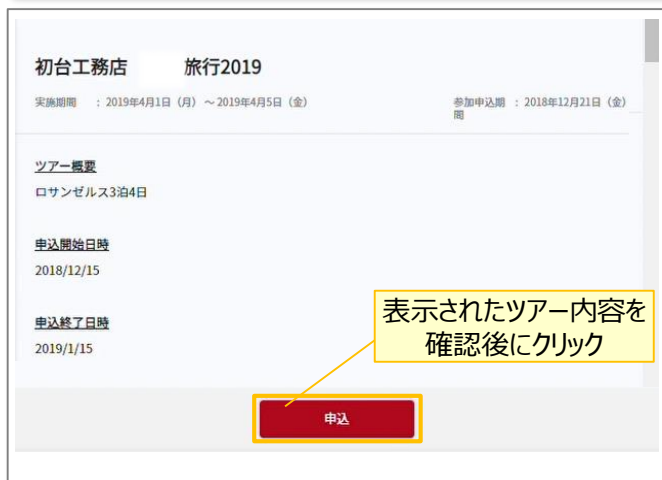 初台工務店 旅行2019
実施期間 : 2019年4月1日（月）～2019年4月5日（金）
参加申込期間 : 2018年12月21日（金）
ツアー概要
ロサンゼルス3泊4日
申込開始日時
2018/12/15
申込終了日時
2019/1/15
表示されたツアー内容を
確認後にクリック
申込